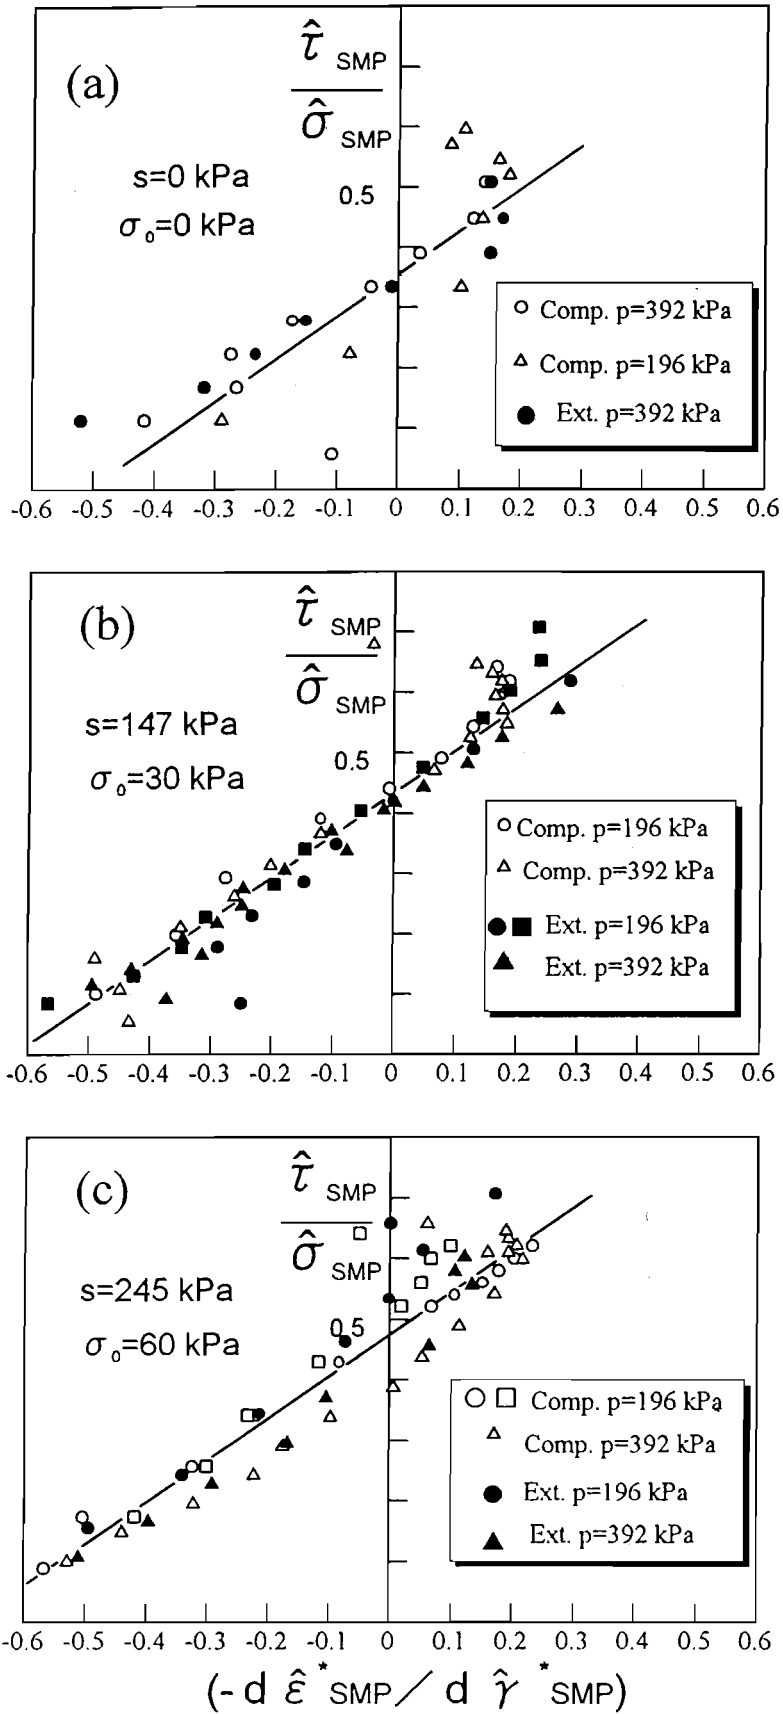 (a)
τ̂ SMP
σ̂ SMP
s=0 kPa
σ₀=0 kPa
0.5
Comp. p=392 kPa
Comp. p=196 kPa
Ext. p=392 kPa
-0.6 -0.5 -0.4 -0.3 -0.2 -0.1 0 0.1 0.2 0.3 0.4 0.5 0.6
(b)
τ̂ SMP
σ̂ SMP
s=147 kPa
σ₀=30 kPa
0.5
Comp. p=196 kPa
Comp. p=392 kPa
Ext. p=196 kPa
Ext. p=392 kPa
-0.6 -0.5 -0.4 -0.3 -0.2 -0.1 0 0.1 0.2 0.3 0.4 0.5 0.6
(c)
τ̂ SMP
σ̂ SMP
s=245 kPa
σ₀=60 kPa
0.5
Comp. p=196 kPa
Comp. p=392 kPa
Ext. p=196 kPa
Ext. p=392 kPa
-0.6 -0.5 -0.4 -0.3 -0.2 -0.1 0 0.1 0.2 0.3 0.4 0.5 0.6
(-d ε̂*SMP/d γ̂*SMP)